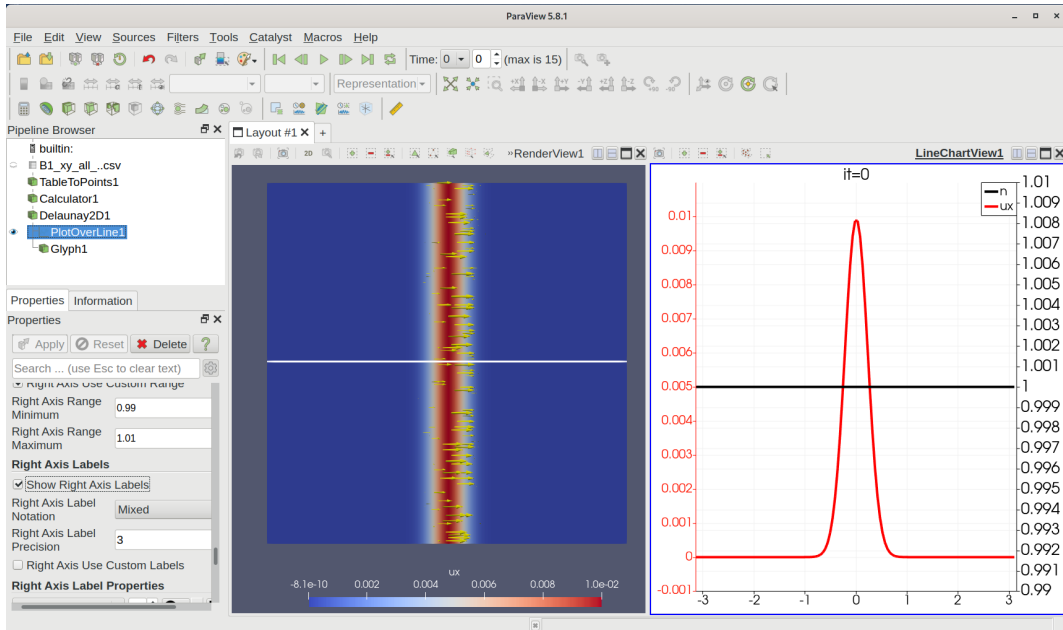 ParaView 5.8.1
File Edit View Sources Filters Tools Catalyst Macros Help
Time: 0 0 (max is 15)
Representation
Pipeline Browser
builtin:
B1_xy_all_..csv
TableToPoints1
Calculator1
Delaunay2D1
PlotOverLine1
Glyph1
Properties Information
Properties
Apply Reset Delete ?
Search ... (use Esc to clear text)
Right Axis Use Custom Range
Right Axis Range Minimum 0.99
Right Axis Range Maximum 1.01
Right Axis Labels
Show Right Axis Labels
Right Axis Label Notation Mixed
Right Axis Label Precision 3
Right Axis Use Custom Labels
Right Axis Label Properties
Layout #1 +
2D »RenderView1
ux
-8.1e-10 0.002 0.004 0.006 0.008 1.0e-02
LineChartView1
it=0
n
ux
0.01
0.009
0.008
0.007
0.006
0.005
0.004
0.003
0.002
0.001
0
-0.001
-3 -2 -1 0 1 2 3
1.01
1.009
1.008
1.007
1.006
1.005
1.004
1.003
1.002
1.001
1
0.999
0.998
0.997
0.996
0.995
0.994
0.993
0.992
0.991
0.99